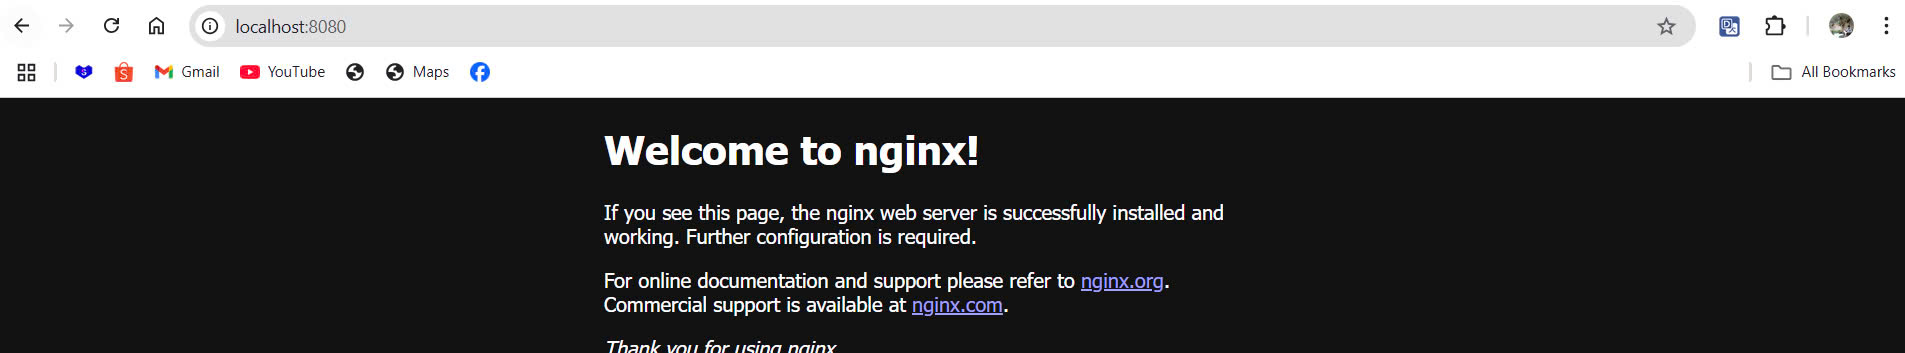 localhost:8080
Gmail YouTube Maps All Bookmarks
Welcome to nginx!
If you see this page, the nginx web server is successfully installed and
working. Further configuration is required.
For online documentation and support please refer to nginx.org.
Commercial support is available at nginx.com.
Thank you for using nginx